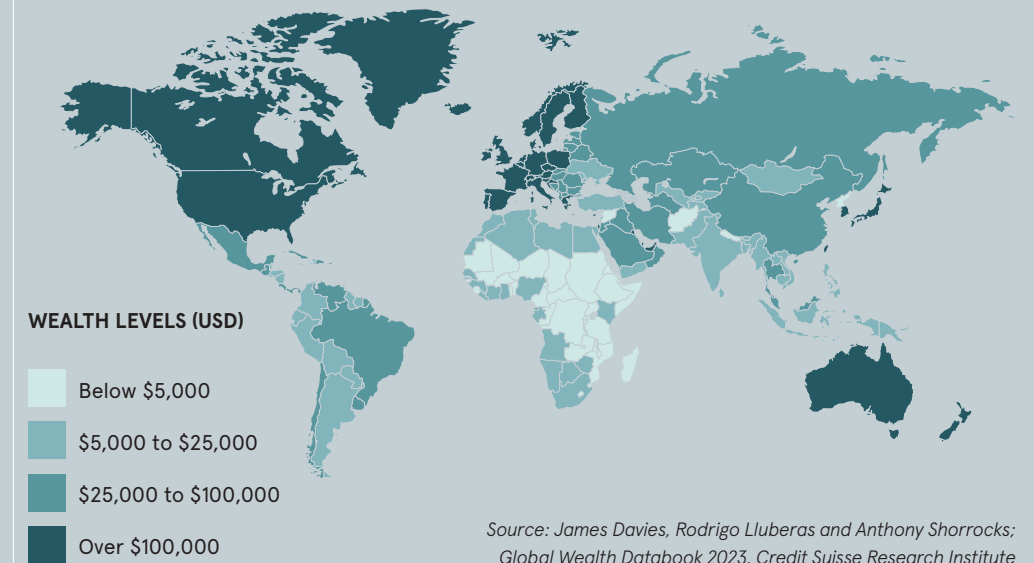 WEALTH LEVELS (USD)
Below $5,000
$5,000 to $25,000
$25,000 to $100,000
Over $100,000
Source: James Davies, Rodrigo Lluberas and Anthony Shorrocks;
Global Wealth Databook 2023, Credit Suisse Research Institute